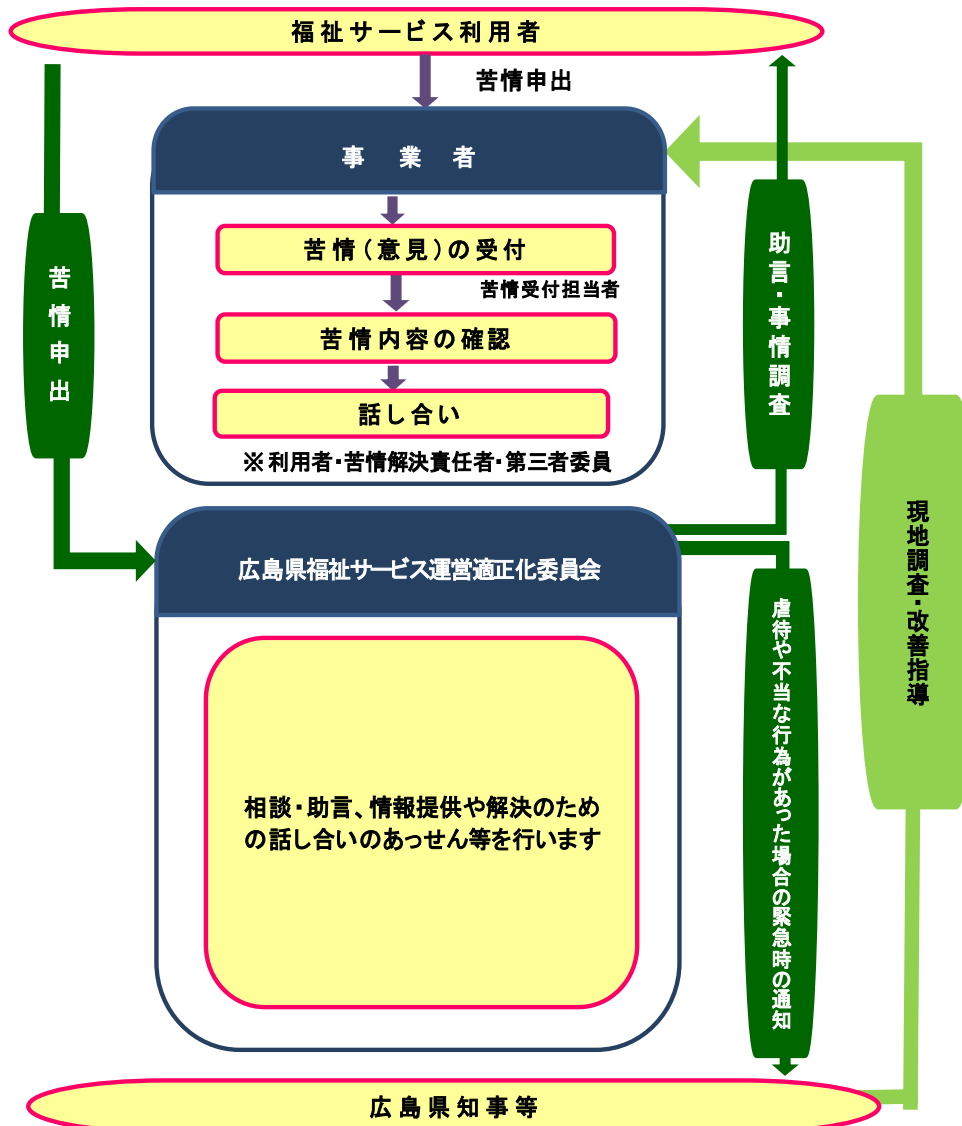 福祉サービス利用者
苦情申出
事業者
苦情（意見）の受付
苦情受付担当者
苦情内容の確認
話し合い
※利用者・苦情解決責任者・第三者委員
苦情申出
助言・事情調査
現地調査・改善指導
広島県福祉サービス運営適正化委員会
相談・助言、情報提供や解決のため
の話し合いのあっせん等を行います
虐待や不当な行為があった場合の緊急時の通知
広島県知事等